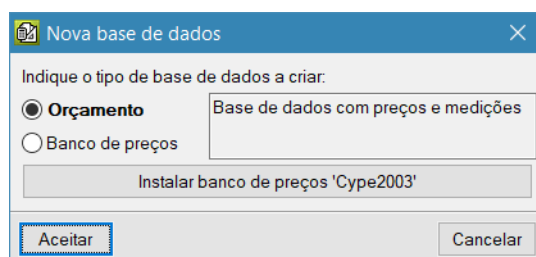 Nova base de dados
Indique o tipo de base de dados a criar:
Orçamento
Base de dados com preços e medições
Banco de preços
Instalar banco de preços 'Cype2003'
Aceitar
Cancelar